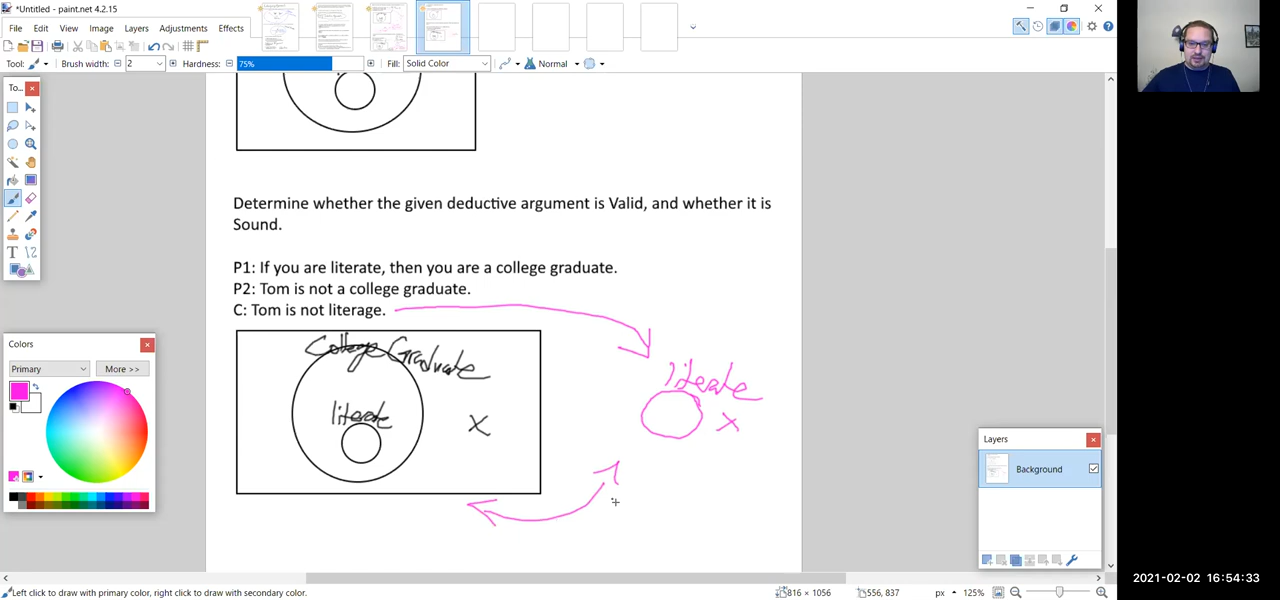 *Untitled - paint.net 4.2.15
File Edit View Image Layers Adjustments Effects
Tool: Brush width: 2 Hardness: 75% Fill: Solid Color Normal
To...
Determine whether the given deductive argument is Valid, and whether it is
Sound.
P1: If you are literate, then you are a college graduate.
P2: Tom is not a college graduate.
C: Tom is not literage.
College Graduate
literate
X
literate
X
Colors
Primary
More >>
Layers
Background
2021-02-02 16:54:33
Left click to draw with primary color, right click to draw with secondary color.
816 x 1056
556, 837
px
125%